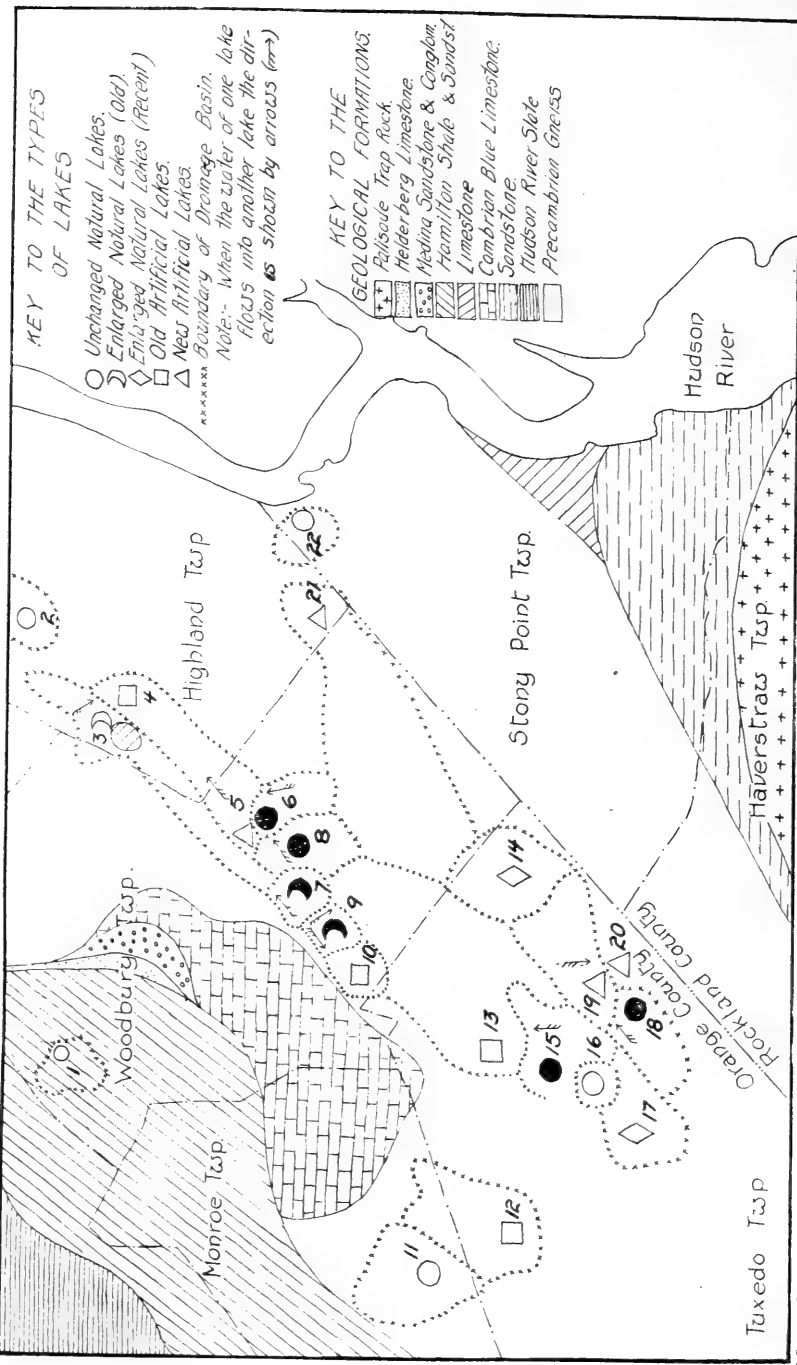 KEY TO THE TYPES
OF LAKES
Unchanged Natural Lakes.
Enlarged Natural Lakes (Old).
Enlarged Natural Lakes (Recent)
Old Artificial Lakes.
New Artificial Lakes.
xxxxxxx Boundary of Drainage Basin.
Note:- When the water of one lake
flows into another lake the dir-
ection as shown by arrows (→)
KEY TO THE
GEOLOGICAL FORMATIONS.
Palisade Trap Rock.
Helderberg Limestone.
Medina Sandstone & Conglom.
Hamilton Shale & Sandst.
Limestone
Cambrian Blue Limestone.
Sandstone.
Hudson River Slate
Precambrian Gneiss
Hudson
River
Highland Twp
Woodbury Twp.
Monroe Twp.
Stony Point Twp.
Haverstraw Twp.
Orange County
Rockland County
Tuxedo Twp
1
2
3
4
5
6
7
8
9
10
11
12
13
14
15
16
17
18
19
20
21
22